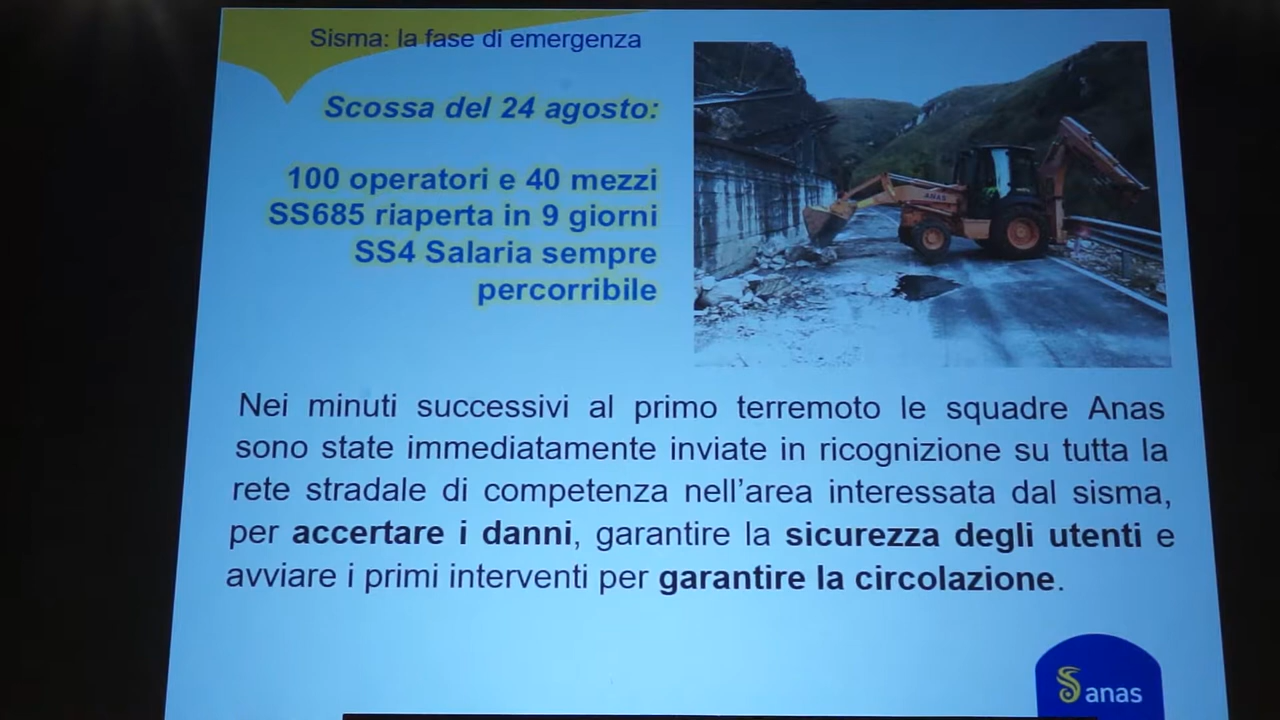 Sisma: la fase di emergenza
Scossa del 24 agosto:
100 operatori e 40 mezzi
SS685 riaperta in 9 giorni
SS4 Salaria sempre
percorribile
ANAS
Nei minuti successivi al primo terremoto le squadre Anas
sono state immediatamente inviate in ricognizione su tutta la
rete stradale di competenza nell'area interessata dal sisma,
per accertare i danni, garantire la sicurezza degli utenti e
avviare i primi interventi per garantire la circolazione.
anas